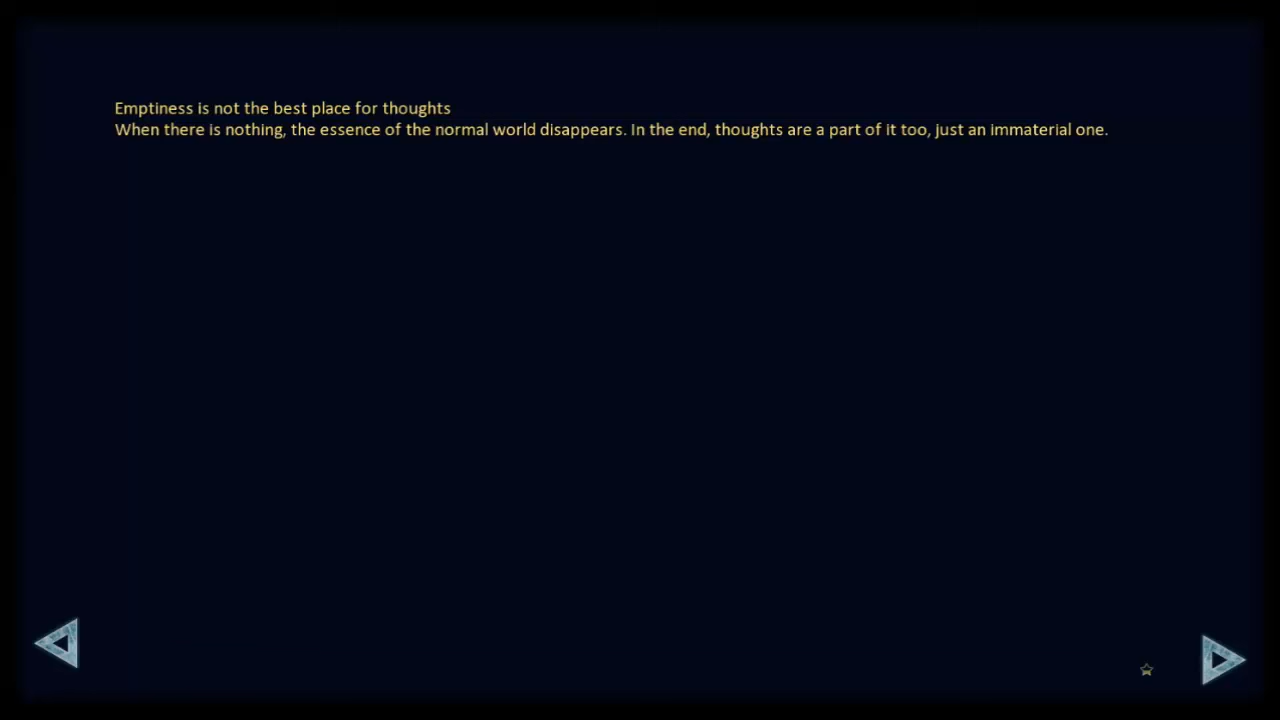 Emptiness is not the best place for thoughts
When there is nothing, the essence of the normal world disappears. In the end, thoughts are a part of it too, just an immaterial one.